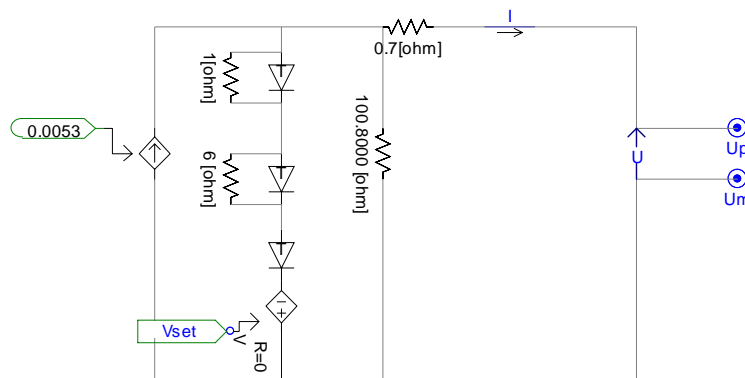 I
0.7[ohm]
1[ohm]
0.0053
100.8000 [ohm]
6 [ohm]
U
Up
Um
I +
Vset
V
R=0